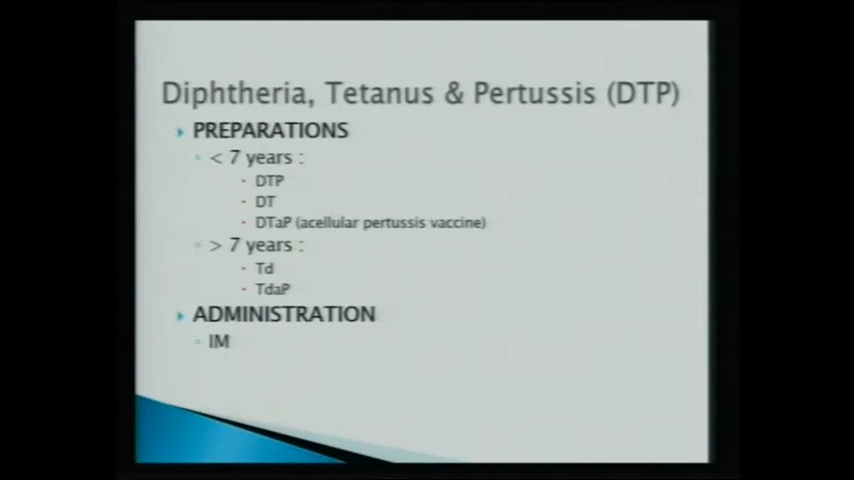 Diphtheria, Tetanus & Pertussis (DTP)
PREPARATIONS
< 7 years :
DTP
DT
DTaP (acellular pertussis vaccine)
> 7 years :
Td
TdaP
ADMINISTRATION
IM